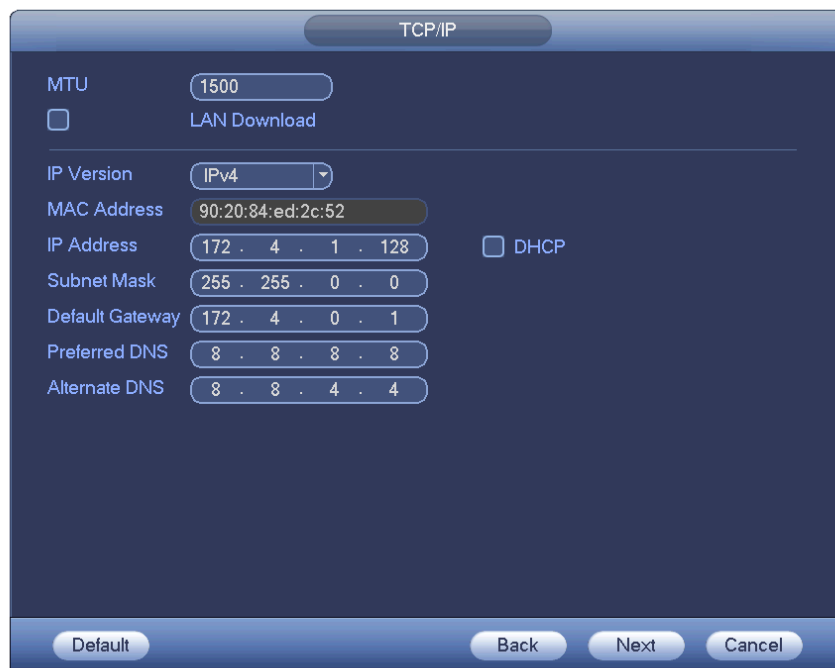 TCP/IP
MTU 1500
LAN Download
IP Version IPv4
MAC Address 90:20:84:ed:2c:52
IP Address 172 . 4 . 1 . 128 DHCP
Subnet Mask 255 . 255 . 0 . 0
Default Gateway 172 . 4 . 0 . 1
Preferred DNS 8 . 8 . 8 . 8
Alternate DNS 8 . 8 . 4 . 4
Default Back Next Cancel